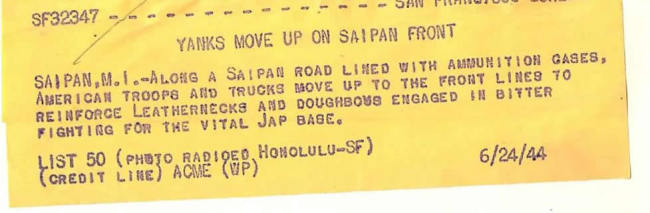 SF32347 - - - - - - - - - - - - - - - SAN FRANCISCO
YANKS MOVE UP ON SAIPAN FRONT
SAIPAN, M.I.-ALONG A SAIPAN ROAD LINED WITH AMMUNITION CASES,
AMERICAN TROOPS AND TRUCKS MOVE UP TO THE FRONT LINES TO
REINFORCE LEATHERNECKS AND DOUGHBOYS ENGAGED IN BITTER
FIGHTING FOR THE VITAL JAP BASE.
LIST 50 (PHOTO RADIOED HONOLULU-SF)
(CREDIT LINE) ACME (WP) 6/24/44